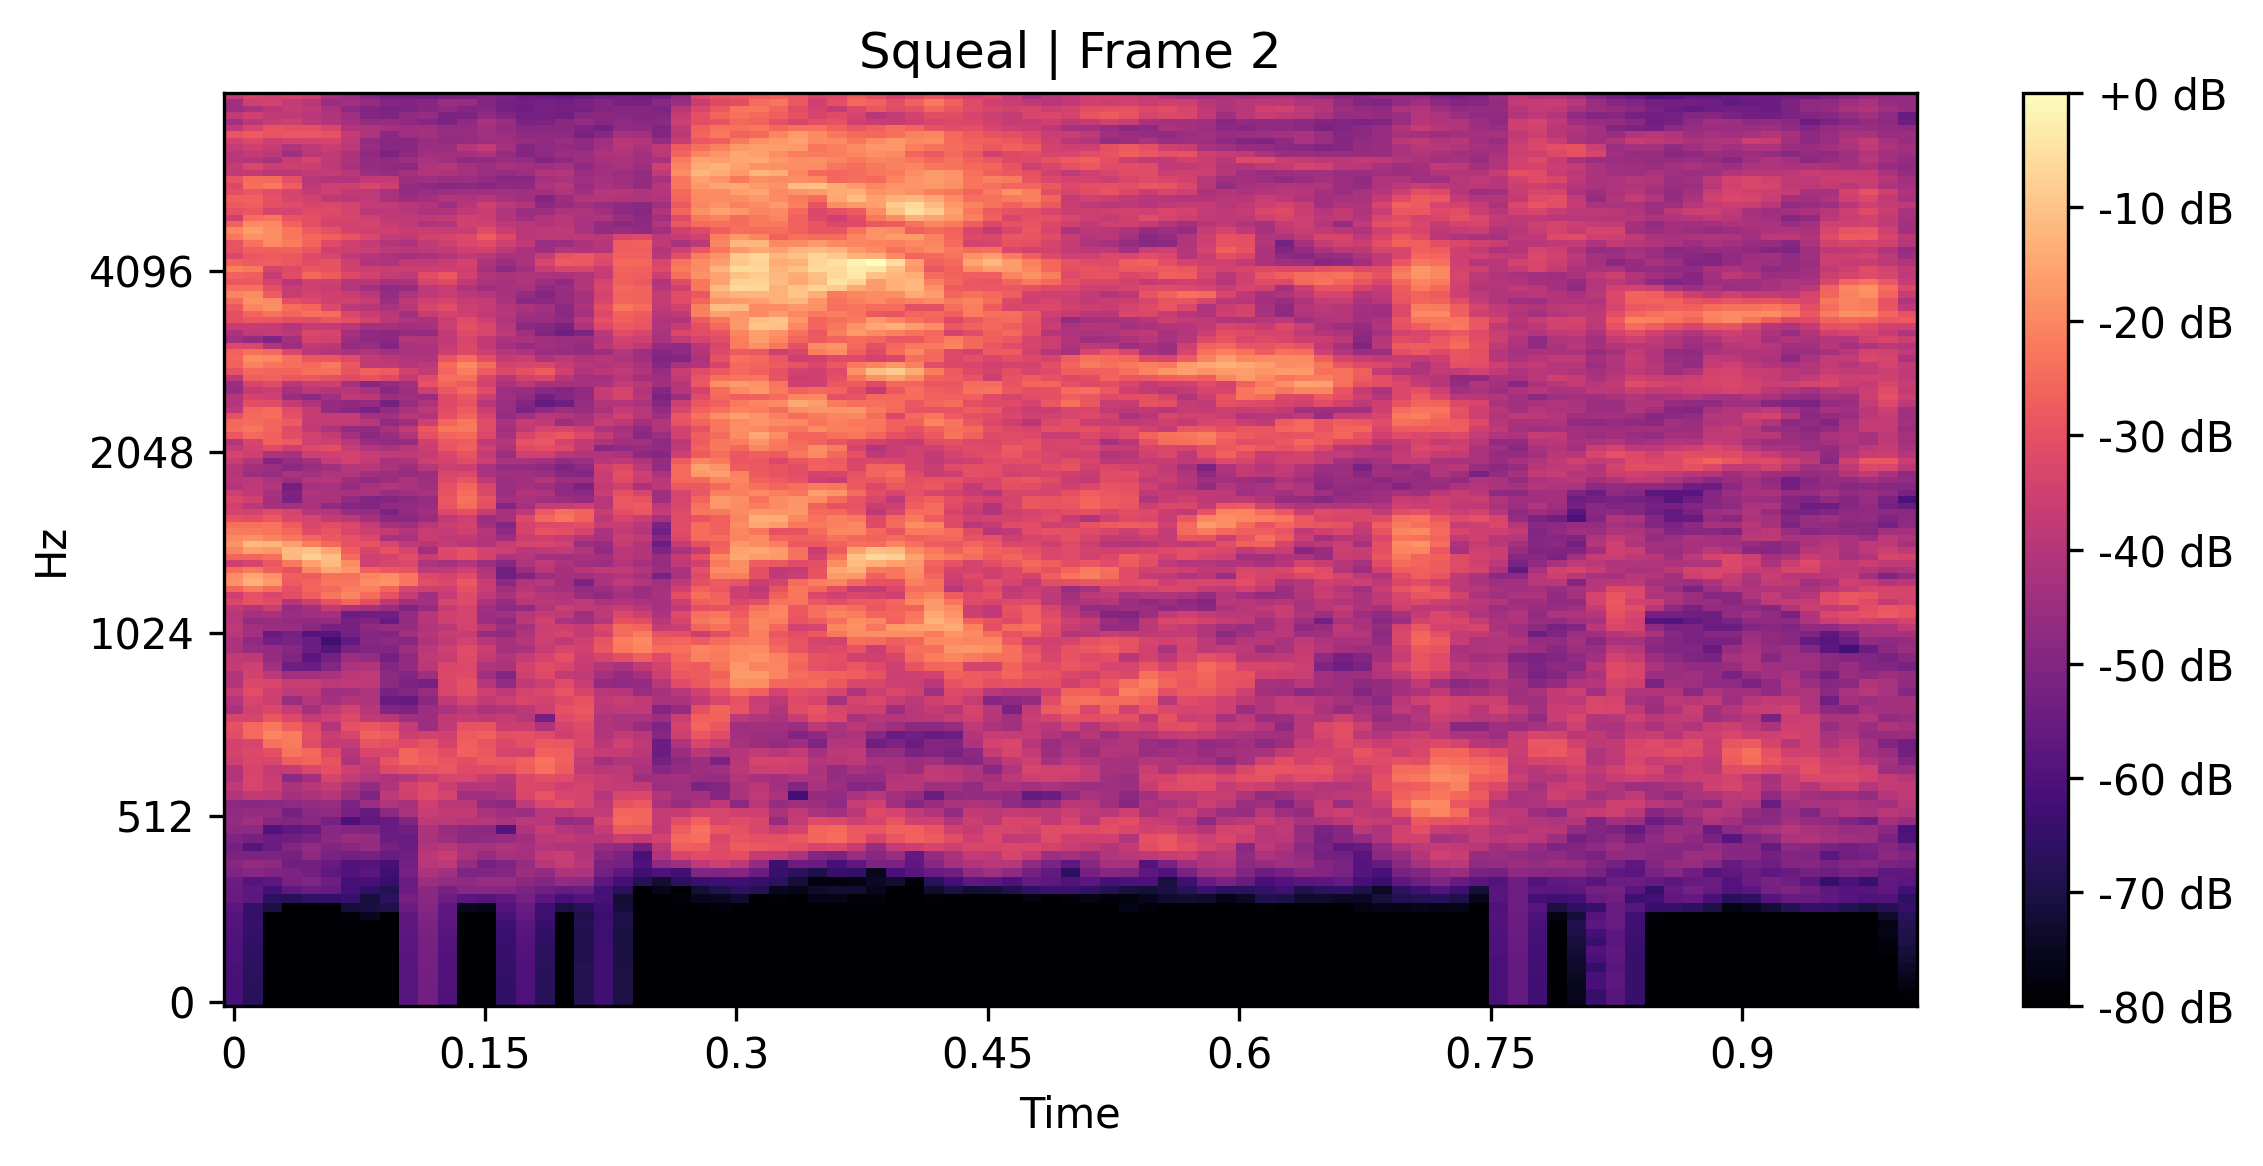 Squeal | Frame 2
Hz
4096
2048
1024
512
0
0 0.15 0.3 0.45 0.6 0.75 0.9
Time
+0 dB
-10 dB
-20 dB
-30 dB
-40 dB
-50 dB
-60 dB
-70 dB
-80 dB